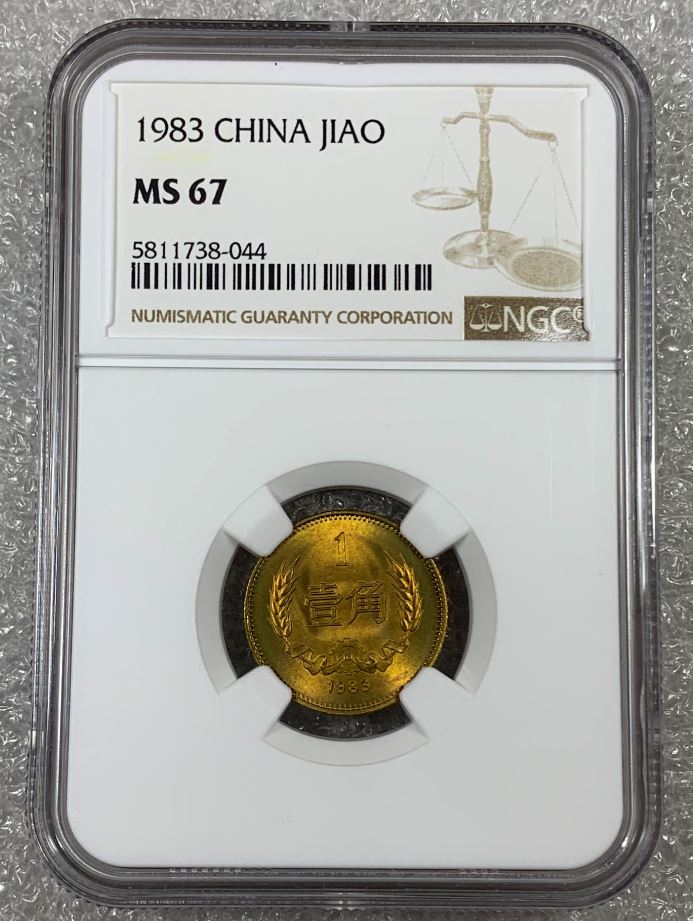 1983 CHINA JIAO
MS 67
5811738-044
NUMISMATIC GUARANTY CORPORATION
NGC®
1
壹角
1983